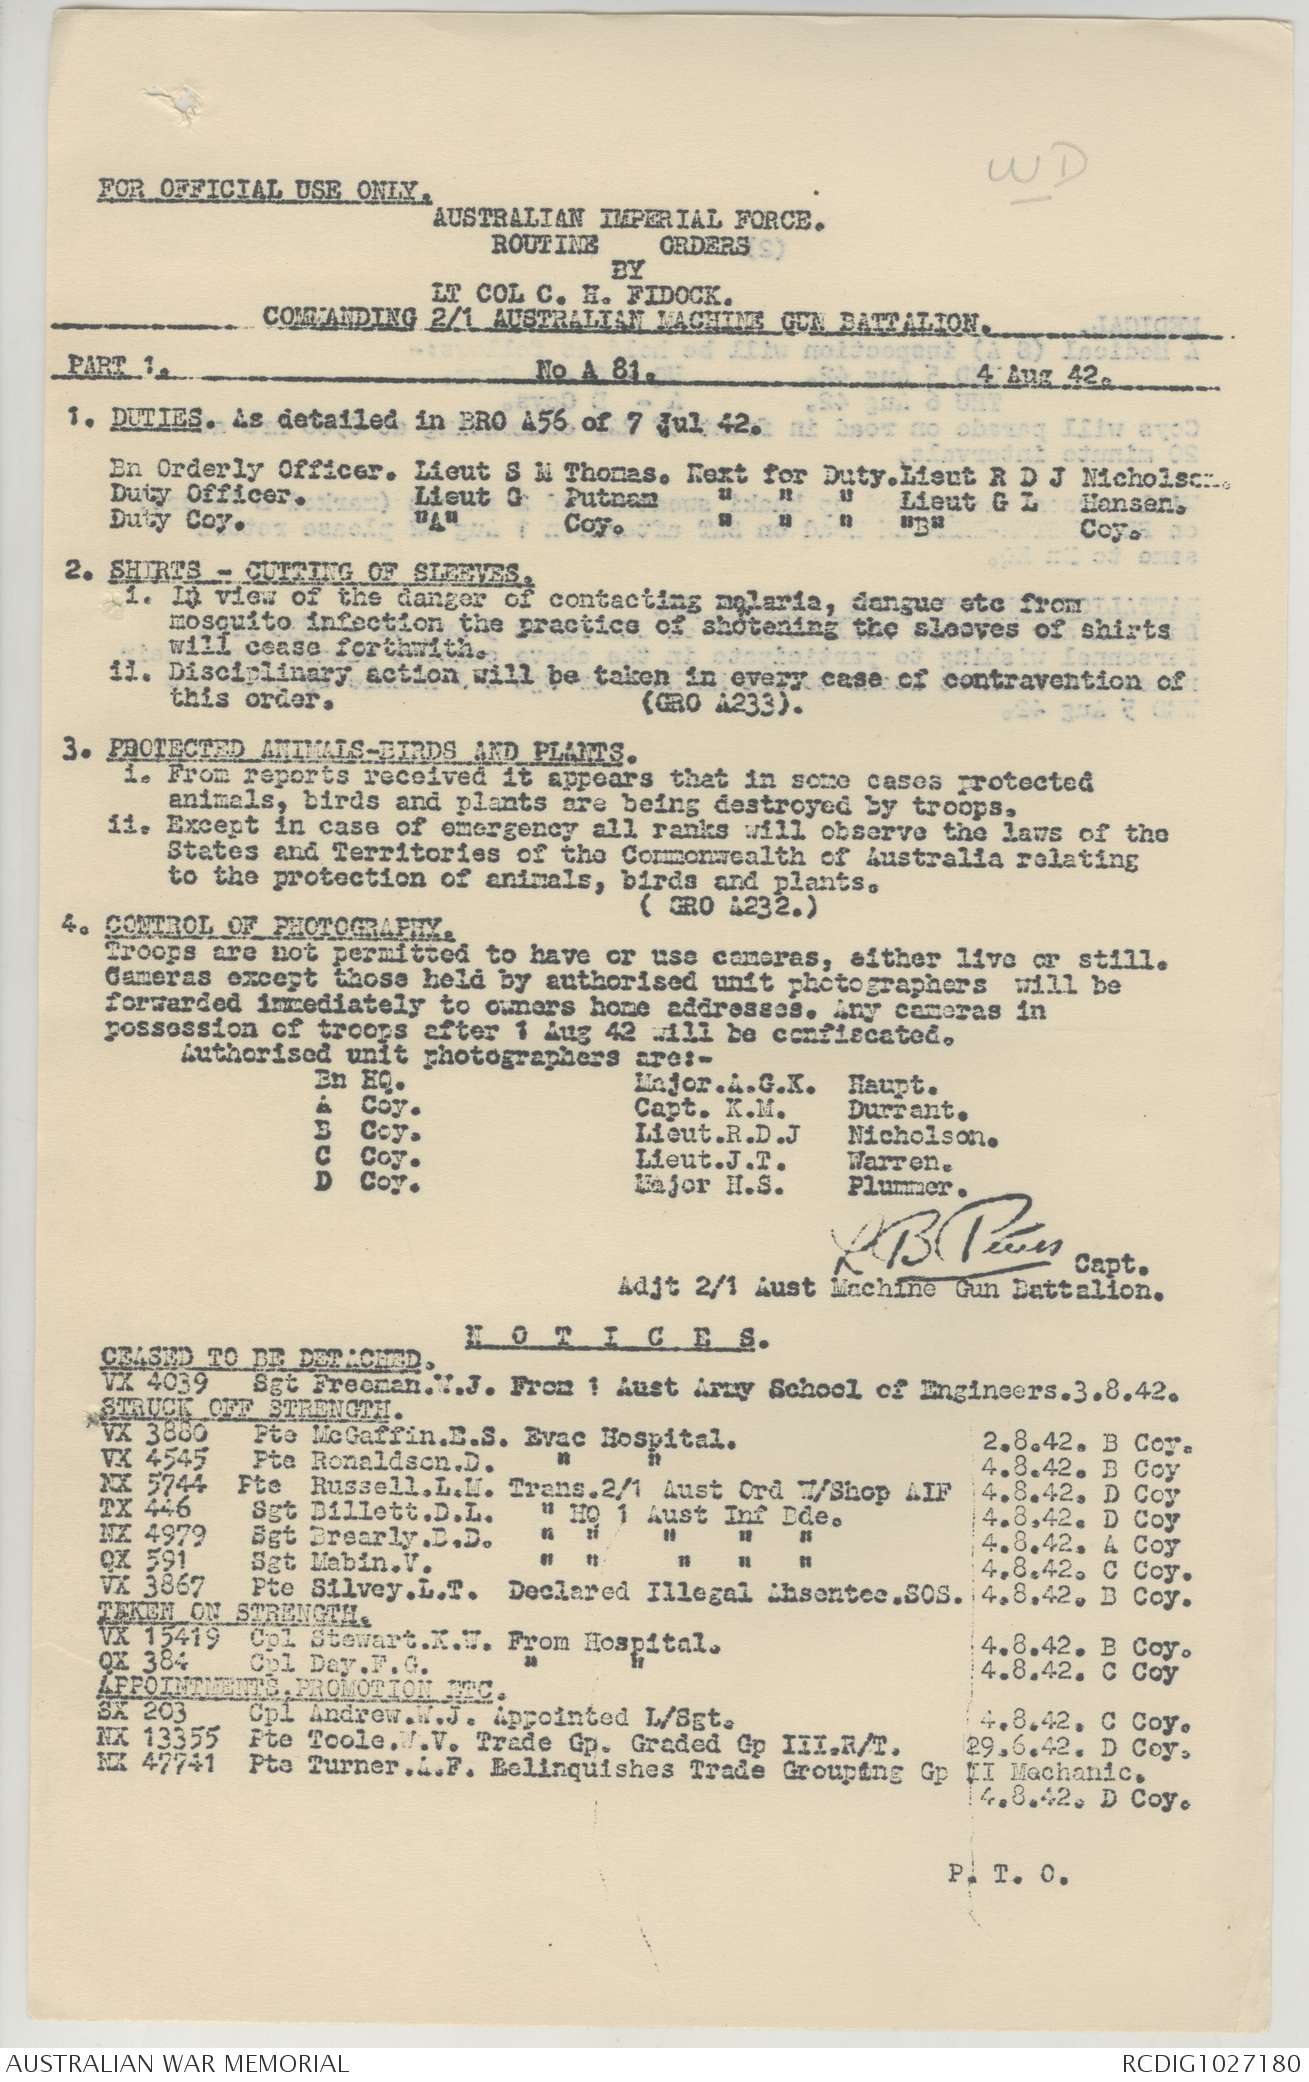 WD
FOR OFFICIAL USE ONLY.
AUSTRALIAN IMPERIAL FORCE.
ROUTINE ORDERS
BY
LT COL C. H. FIDOCK.
COMMANDING 2/1 AUSTRALIAN MACHINE GUN BATTALION.
PART 1. No A 81. 4 Aug 42.
1. DUTIES. As detailed in BRO A56 of 7 Jul 42.
Bn Orderly Officer. Lieut S M Thomas. Next for Duty. Lieut R D J Nicholson.
Duty Officer. Lieut G Putnam " " " Lieut G L Hansen.
Duty Coy. "A" Coy. " " " "B" Coy.
2. SHIRTS - CUTTING OF SLEEVES.
i. In view of the danger of contacting malaria, dangue etc from
mosquito infection the practice of shotening the sleeves of shirts
will cease forthwith.
ii. Disciplinary action will be taken in every case of contravention of
this order. (GRO A233).
3. PROTECTED ANIMALS-BIRDS AND PLANTS.
i. From reports received it appears that in some cases protected
animals, birds and plants are being destroyed by troops.
ii. Except in case of emergency all ranks will observe the laws of the
States and Territories of the Commonwealth of Australia relating
to the protection of animals, birds and plants.
( GRO A232.)
4. CONTROL OF PHOTOGRAPHY.
Troops are not permitted to have or use cameras, either live or still.
Cameras except those held by authorised unit photographers will be
forwarded immediately to owners home addresses. Any cameras in
possession of troops after 1 Aug 42 will be confiscated.
Authorised unit photographers are:-
Bn HQ. Major.A.G.K. Haupt.
A Coy. Capt. K.M. Durrant.
B Coy. Lieut.R.D.J Nicholson.
C Coy. Lieut.J.T. Warren.
D Coy. Major H.S. Plummer.
Capt.
Adjt 2/1 Aust Machine Gun Battalion.
N O T I C E S.
CEASED TO BE DETACHED.
VX 4039 Sgt Freeman.W.J. From 1 Aust Army School of Engineers.3.8.42.
STRUCK OFF STRENGTH.
VX 3880 Pte McGaffin.E.S. Evac Hospital. 2.8.42. B Coy.
VX 4545 Pte Ronaldson.D. " " 4.8.42. B Coy
NX 5744 Pte Russell.L.M. Trans.2/1 Aust Ord W/Shop AIF 4.8.42. D Coy
TX 446 Sgt Billett.D.L. " HQ 1 Aust Inf Bde. 4.8.42. D Coy
NX 4979 Sgt Brearly.B.D. " " " " " 4.8.42. A Coy
QX 591 Sgt Mabin.V. " " " " " 4.8.42. C Coy.
VX 3867 Pte Silvey.L.T. Declared Illegal Absentee.SOS. 4.8.42. B Coy.
TAKEN ON STRENGTH.
VX 15419 Cpl Stewart.K.W. From Hospital. 4.8.42. B Coy.
QX 384 Cpl Day.F.G. " " 4.8.42. C Coy
APPOINTMENTS.PROMOTION ETC.
SX 203 Cpl Andrew.W.J. Appointed L/Sgt. 4.8.42. C Coy.
NX 13355 Pte Toole.W.V. Trade Gp. Graded Gp III.R/T. 29.6.42. D Coy.
NX 47741 Pte Turner.A.F. Relinquishes Trade Grouping Gp II Mechanic.
4.8.42. D Coy.
P. T. O.
AUSTRALIAN WAR MEMORIAL RCDIG1027180